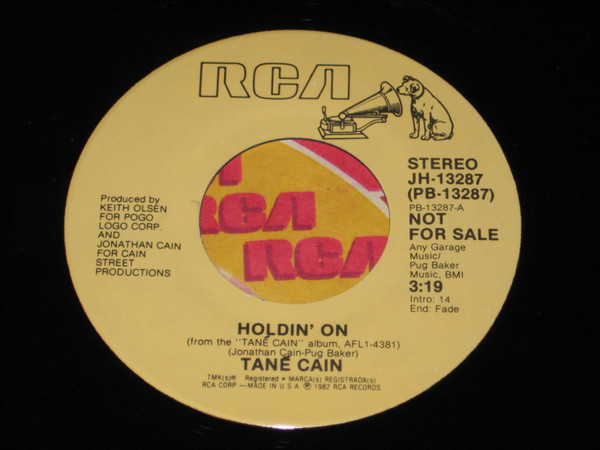 RCA
STEREO
JH-13287
(PB-13287)
PB-13287-A
NOT
FOR SALE
Any Garage
Music/
Pug Baker
Music, BMI
3:19
Intro: 14
End: Fade
Produced by
KEITH OLSEN
FOR POGO
LOGO CORP.
AND
JONATHAN CAIN
FOR CAIN
STREET
PRODUCTIONS
RCA
RCA
HOLDIN' ON
(from the "TANÉ CAIN" album, AFL1-4381)
(Jonathan Cain-Pug Baker)
TANÉ CAIN
TMK(s)® Registered • MARCA(s) REGISTRADA(s)
RCA CORP—MADE IN U.S.A. ℗ 1982 RCA RECORDS